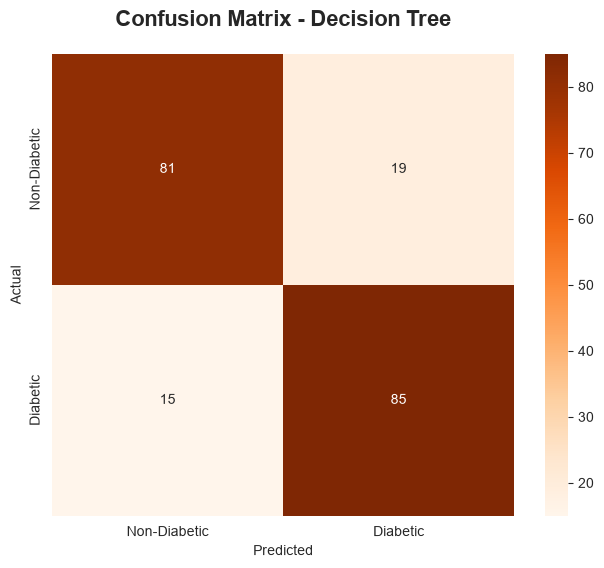 Confusion Matrix - Decision Tree
Actual
Non-Diabetic
Diabetic
81
19
15
85
Non-Diabetic
Diabetic
Predicted
80
70
60
50
40
30
20